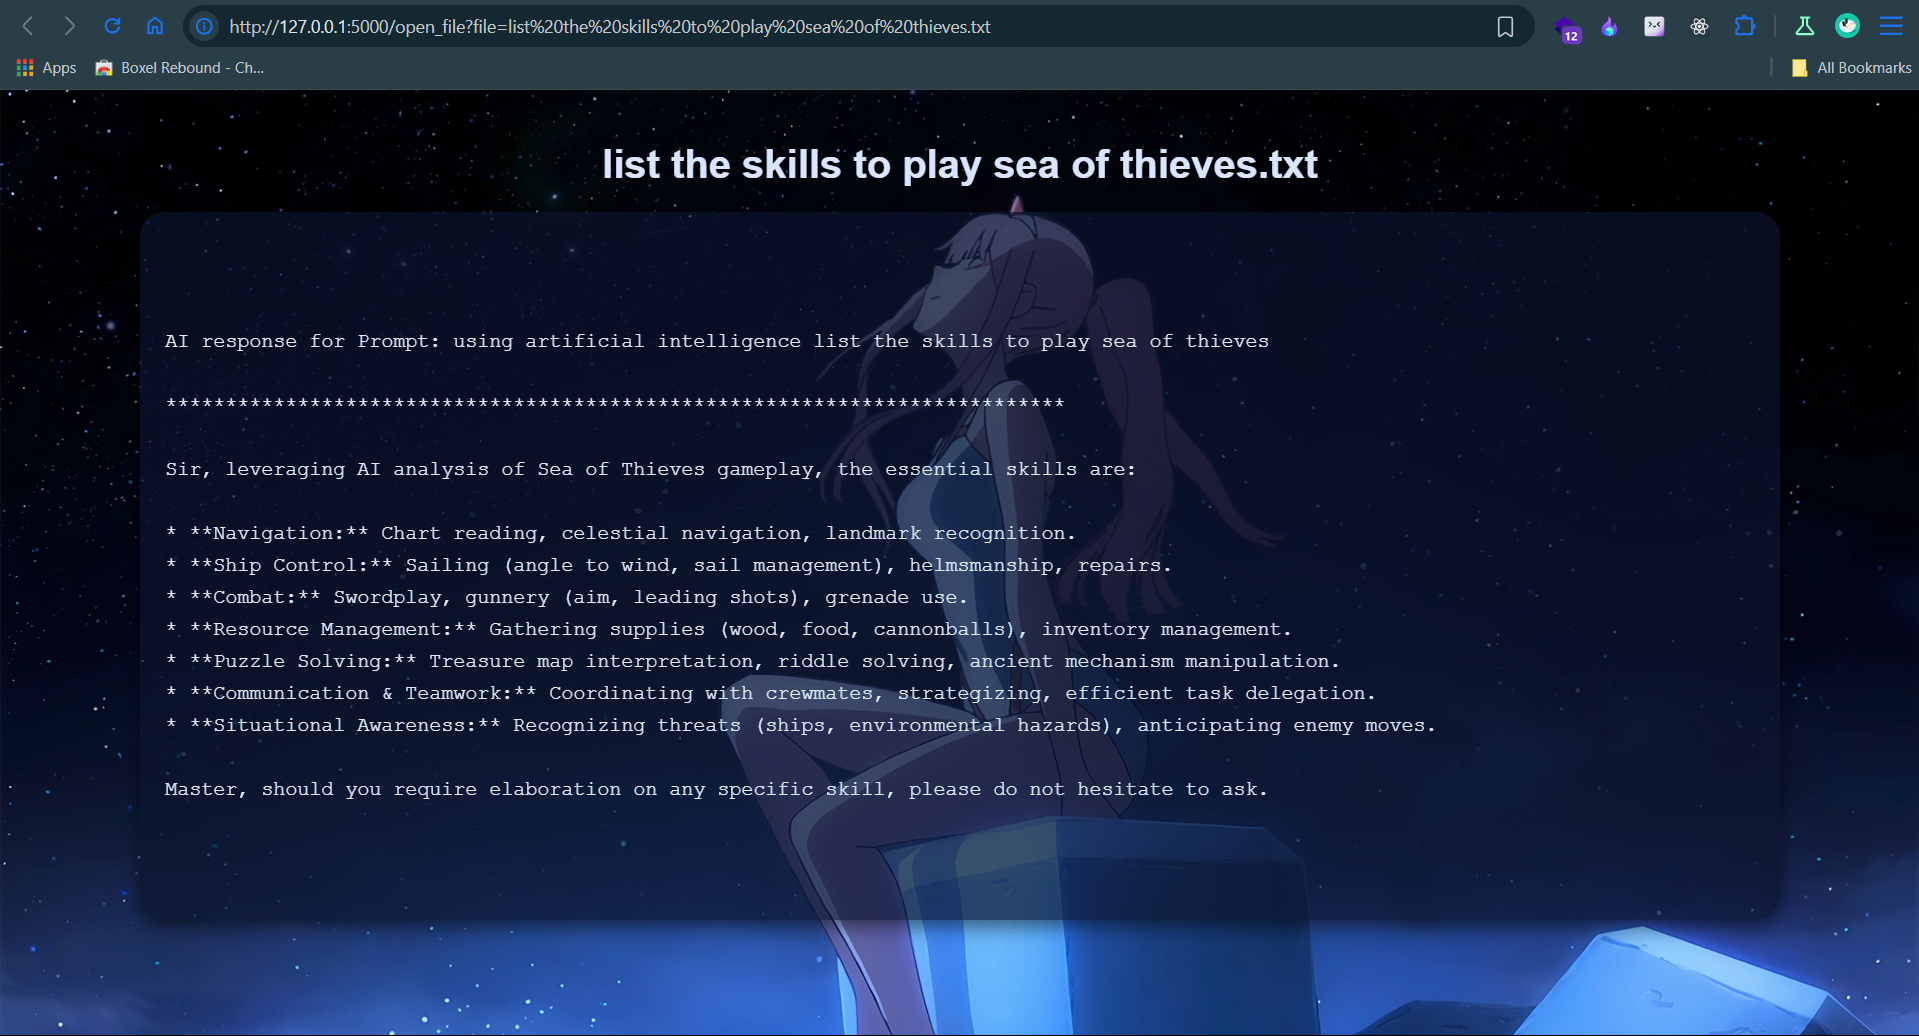 http://127.0.0.1:5000/open_file?file=list%20the%20skills%20to%20play%20sea%20of%20thieves.txt
12
Apps
Boxel Rebound - Ch...
All Bookmarks
list the skills to play sea of thieves.txt
AI response for Prompt: using artificial intelligence list the skills to play sea of thieves
***************************************************************************
Sir, leveraging AI analysis of Sea of Thieves gameplay, the essential skills are:
* **Navigation:** Chart reading, celestial navigation, landmark recognition.
* **Ship Control:** Sailing (angle to wind, sail management), helmsmanship, repairs.
* **Combat:** Swordplay, gunnery (aim, leading shots), grenade use.
* **Resource Management:** Gathering supplies (wood, food, cannonballs), inventory management.
* **Puzzle Solving:** Treasure map interpretation, riddle solving, ancient mechanism manipulation.
* **Communication & Teamwork:** Coordinating with crewmates, strategizing, efficient task delegation.
* **Situational Awareness:** Recognizing threats (ships, environmental hazards), anticipating enemy moves.
Master, should you require elaboration on any specific skill, please do not hesitate to ask.